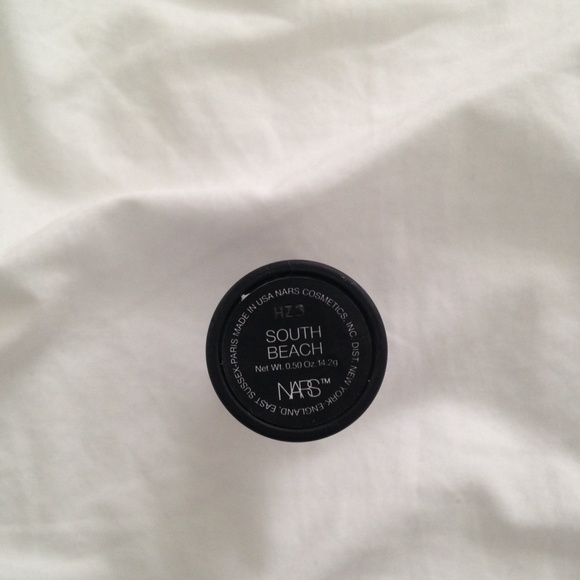 MADE IN USA NARS COSMETICS, INC. DIST. NEW YORK-ENGLAND, EAST SUSSEX-PARIS
HZ3
SOUTH
BEACH
Net Wt. 0.50 Oz. 14.2g
NARS™